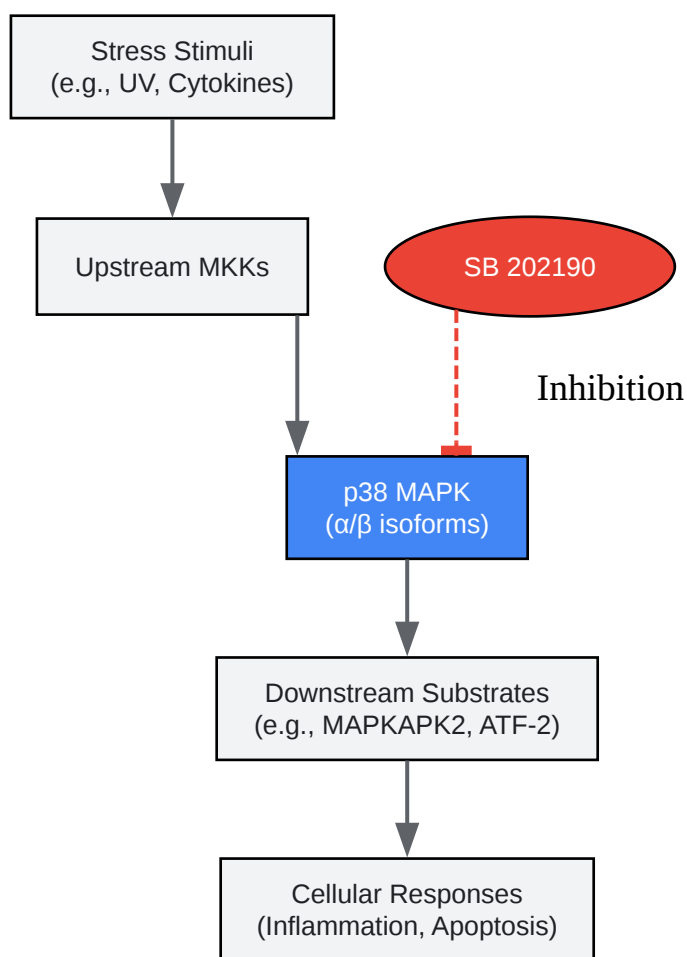 Stress Stimuli
(e.g., UV, Cytokines)
Upstream MKKs
SB 202190
Inhibition
p38 MAPK
(α/β isoforms)
Downstream Substrates
(e.g., MAPKAPK2, ATF-2)
Cellular Responses
(Inflammation, Apoptosis)